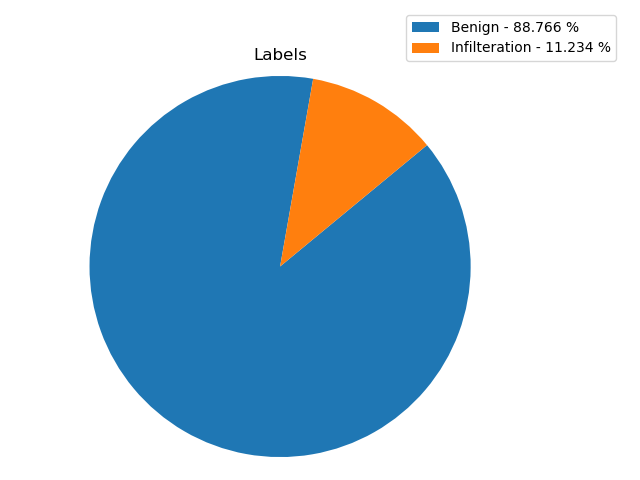 Benign - 88.766 %
Infilteration - 11.234 %
Labels